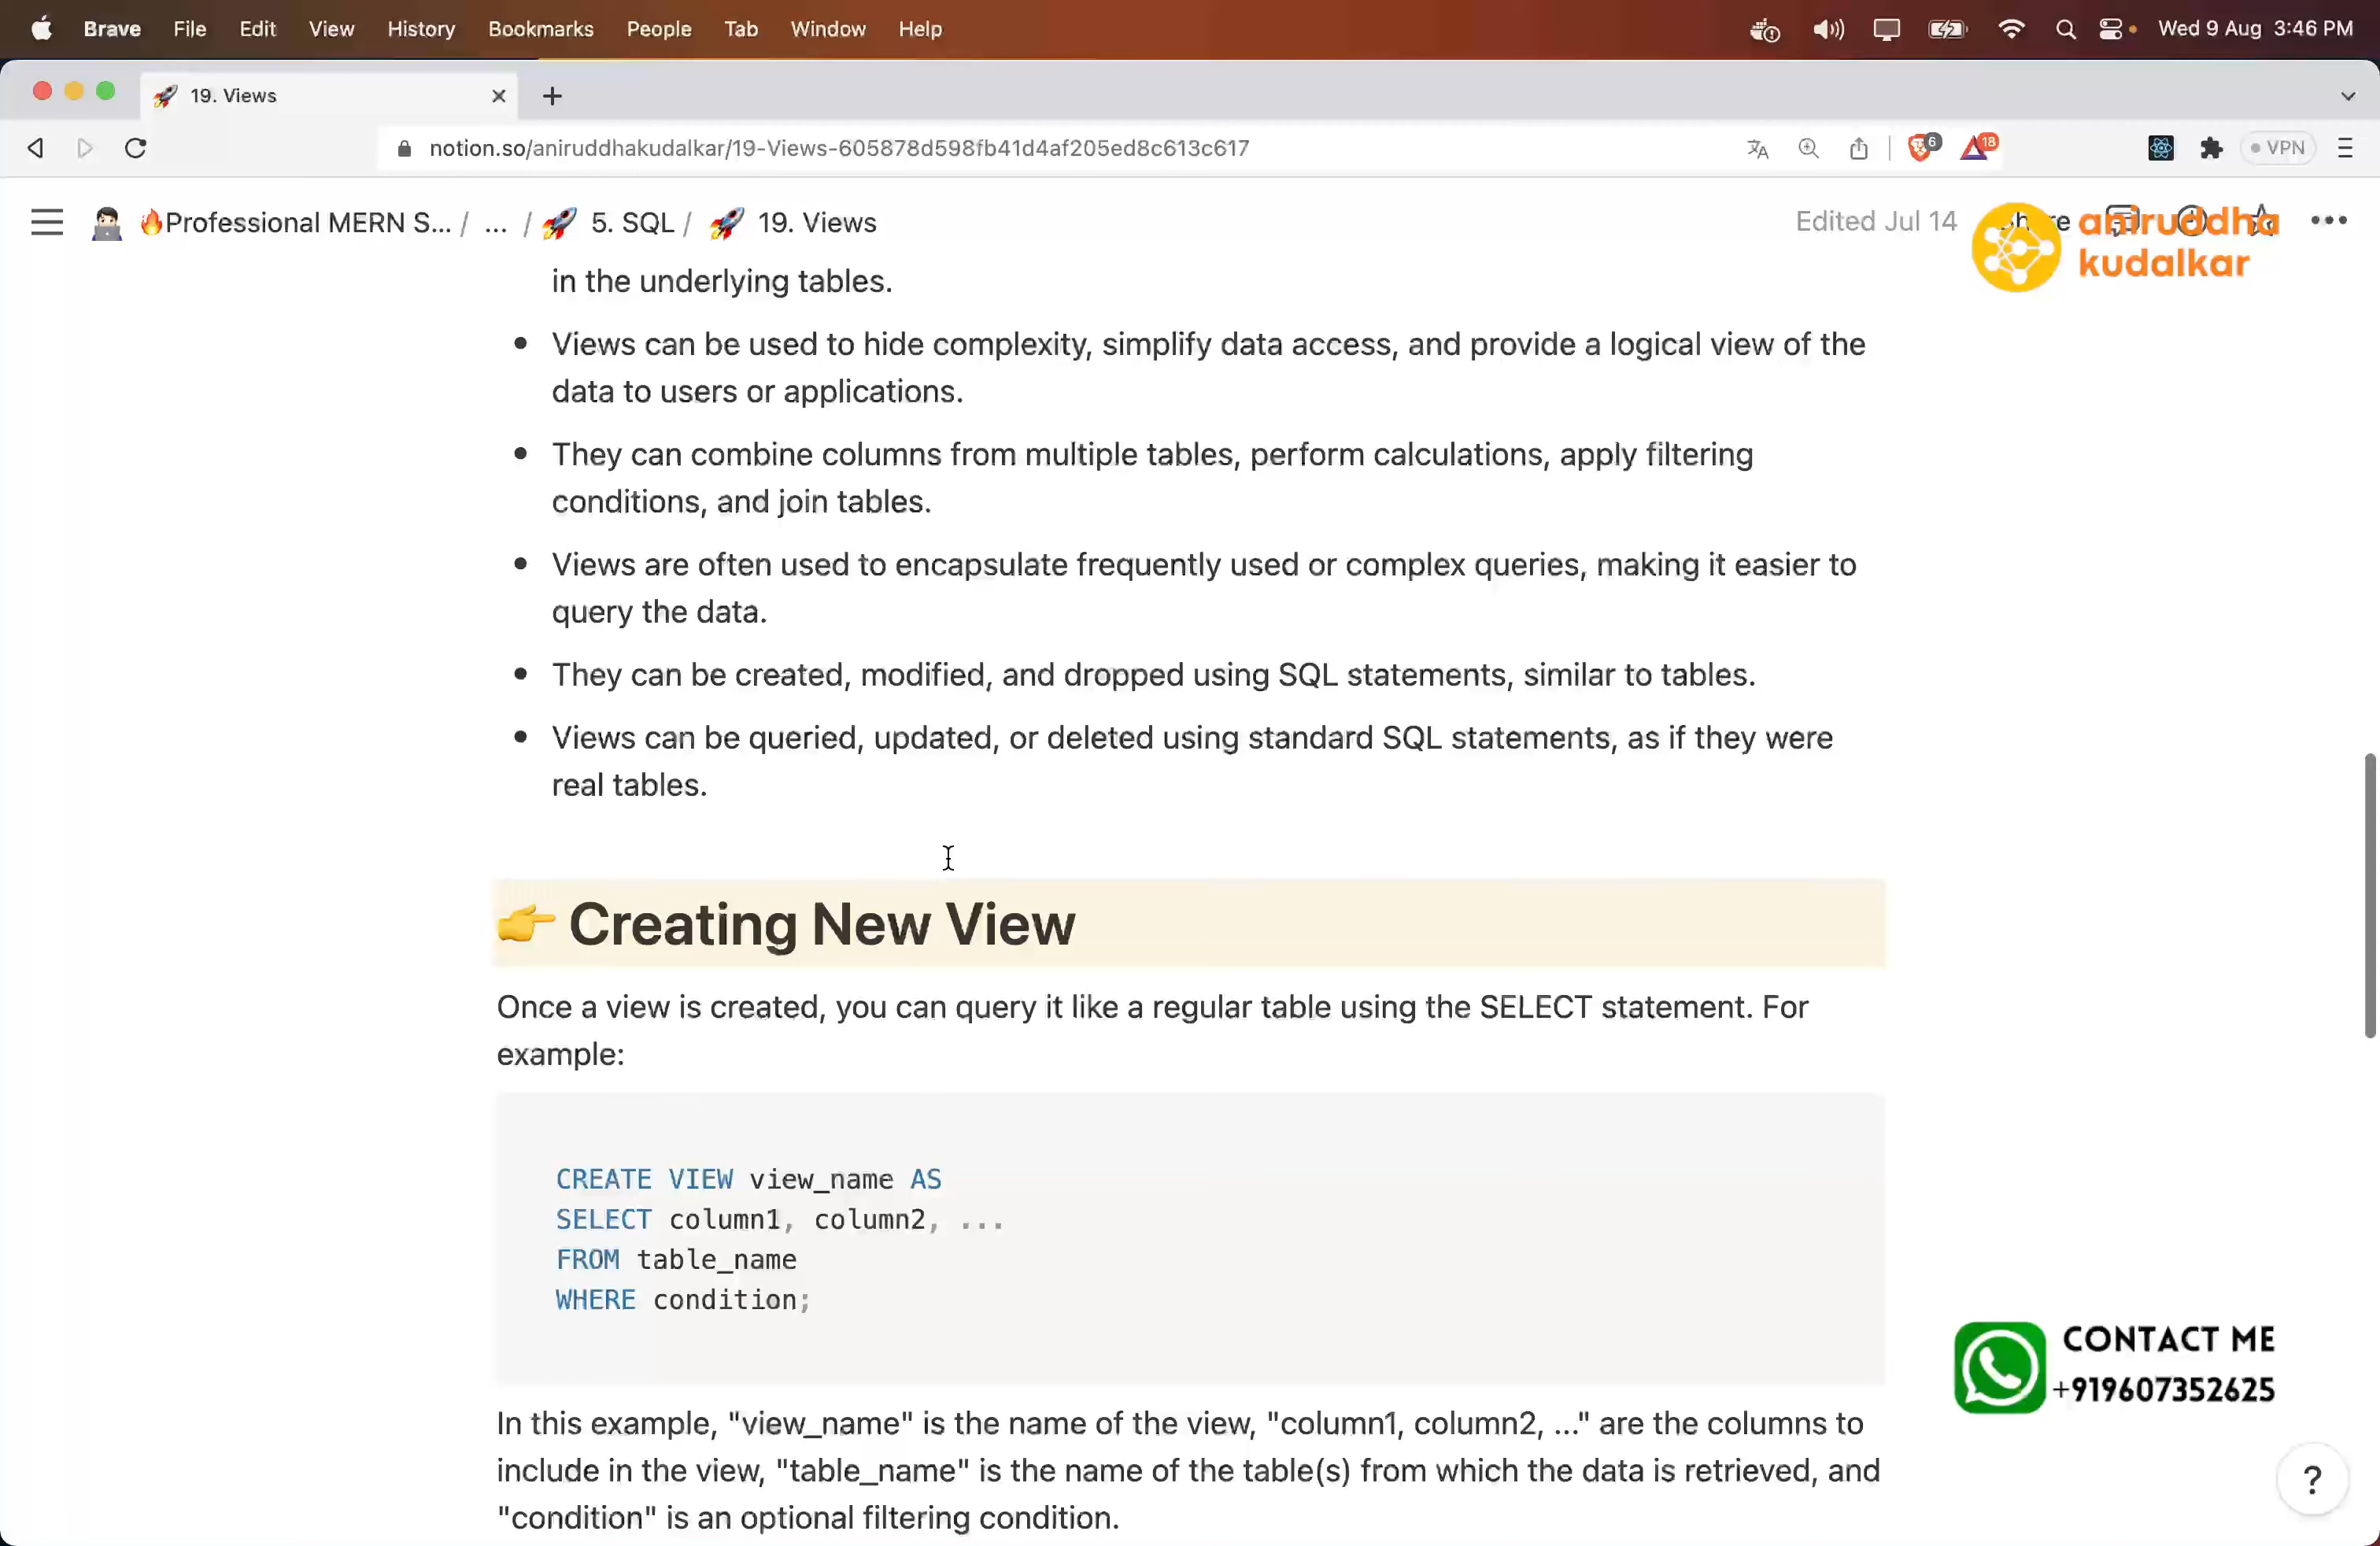 Brave File Edit View History Bookmarks People Tab Window Help Wed 9 Aug 3:46 PM
19. Views
notion.so/aniruddhakudalkar/19-Views-605878d598fb41d4af205ed8c613c617 6 18 VPN
🔥Professional MERN S... / ... / 🚀 5. SQL / 🚀 19. Views Edited Jul 14 Share
aniruddha
kudalkar
in the underlying tables.
• Views can be used to hide complexity, simplify data access, and provide a logical view of the
data to users or applications.
• They can combine columns from multiple tables, perform calculations, apply filtering
conditions, and join tables.
• Views are often used to encapsulate frequently used or complex queries, making it easier to
query the data.
• They can be created, modified, and dropped using SQL statements, similar to tables.
• Views can be queried, updated, or deleted using standard SQL statements, as if they were
real tables.
👉 Creating New View
Once a view is created, you can query it like a regular table using the SELECT statement. For
example:
CREATE VIEW view_name AS
SELECT column1, column2, ...
FROM table_name
WHERE condition;
CONTACT ME
+919607352625
In this example, "view_name" is the name of the view, "column1, column2, ..." are the columns to
include in the view, "table_name" is the name of the table(s) from which the data is retrieved, and
"condition" is an optional filtering condition.
?